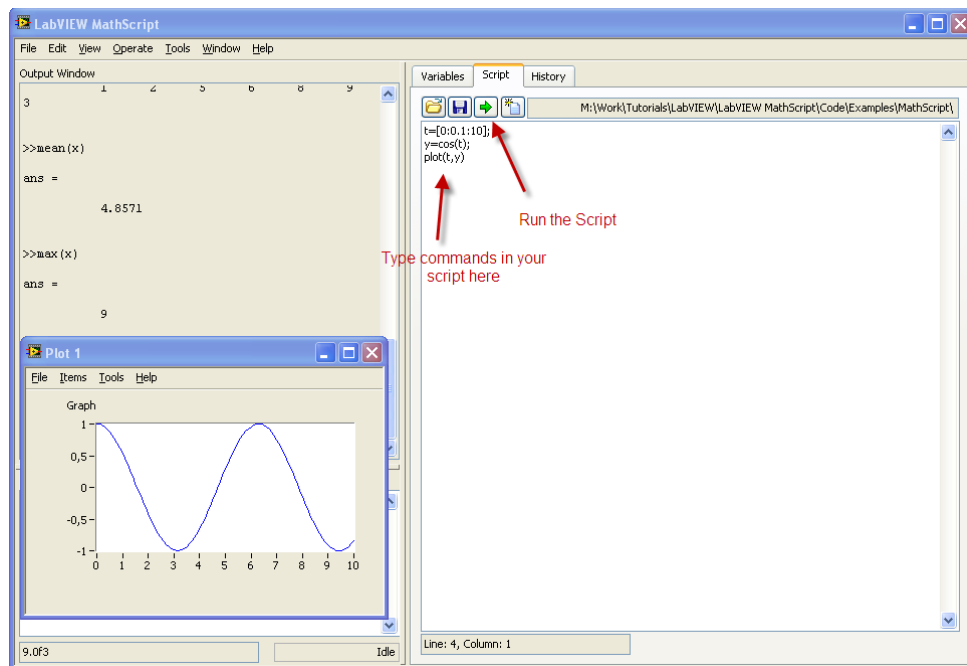 LabVIEW MathScript
File Edit View Operate Tools Window Help
Output Window
1 2 5 6 8 9
3
>>mean(x)
ans =
4.8571
>>max(x)
ans =
9
Plot 1
File Items Tools Help
Graph
1
0,5
0
-0,5
-1
0 1 2 3 4 5 6 7 8 9 10
9.0f3
Idle
Variables Script History
M:\Work\Tutorials\LabVIEW\LabVIEW MathScript\Code\Examples\MathScript\
t=[0:0.1:10];
y=cos(t);
plot(t,y)
Run the Script
Type commands in your
script here
Line: 4, Column: 1